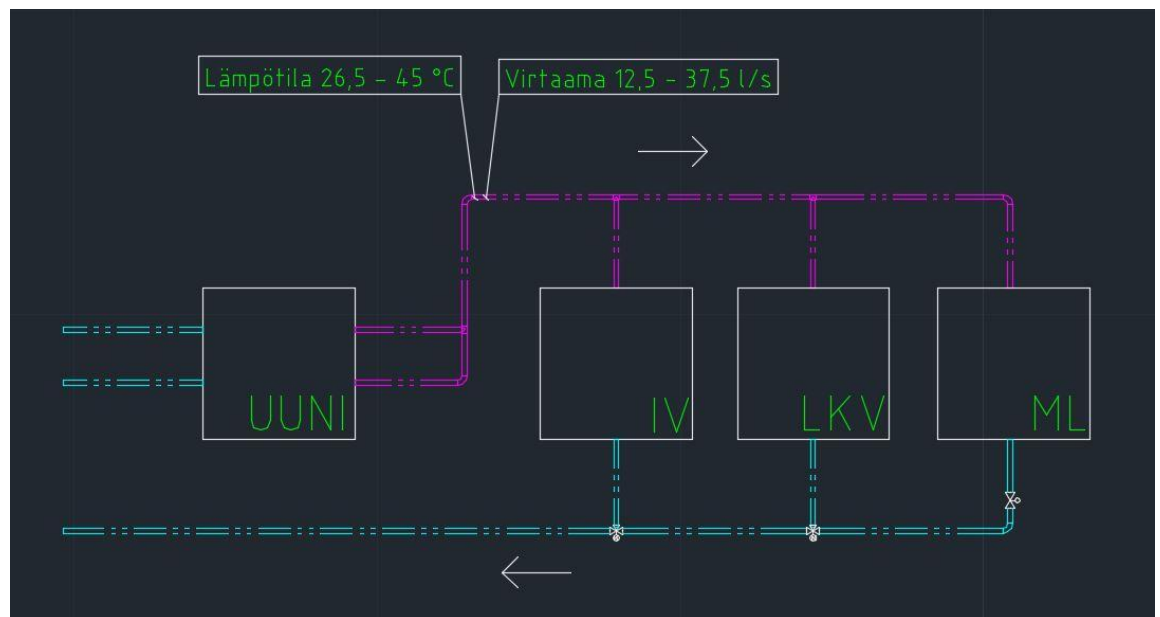 Lämpötila 26,5 – 45 °C
Virtaama 12,5 – 37,5 l/s
UUNI
IV
LKV
ML